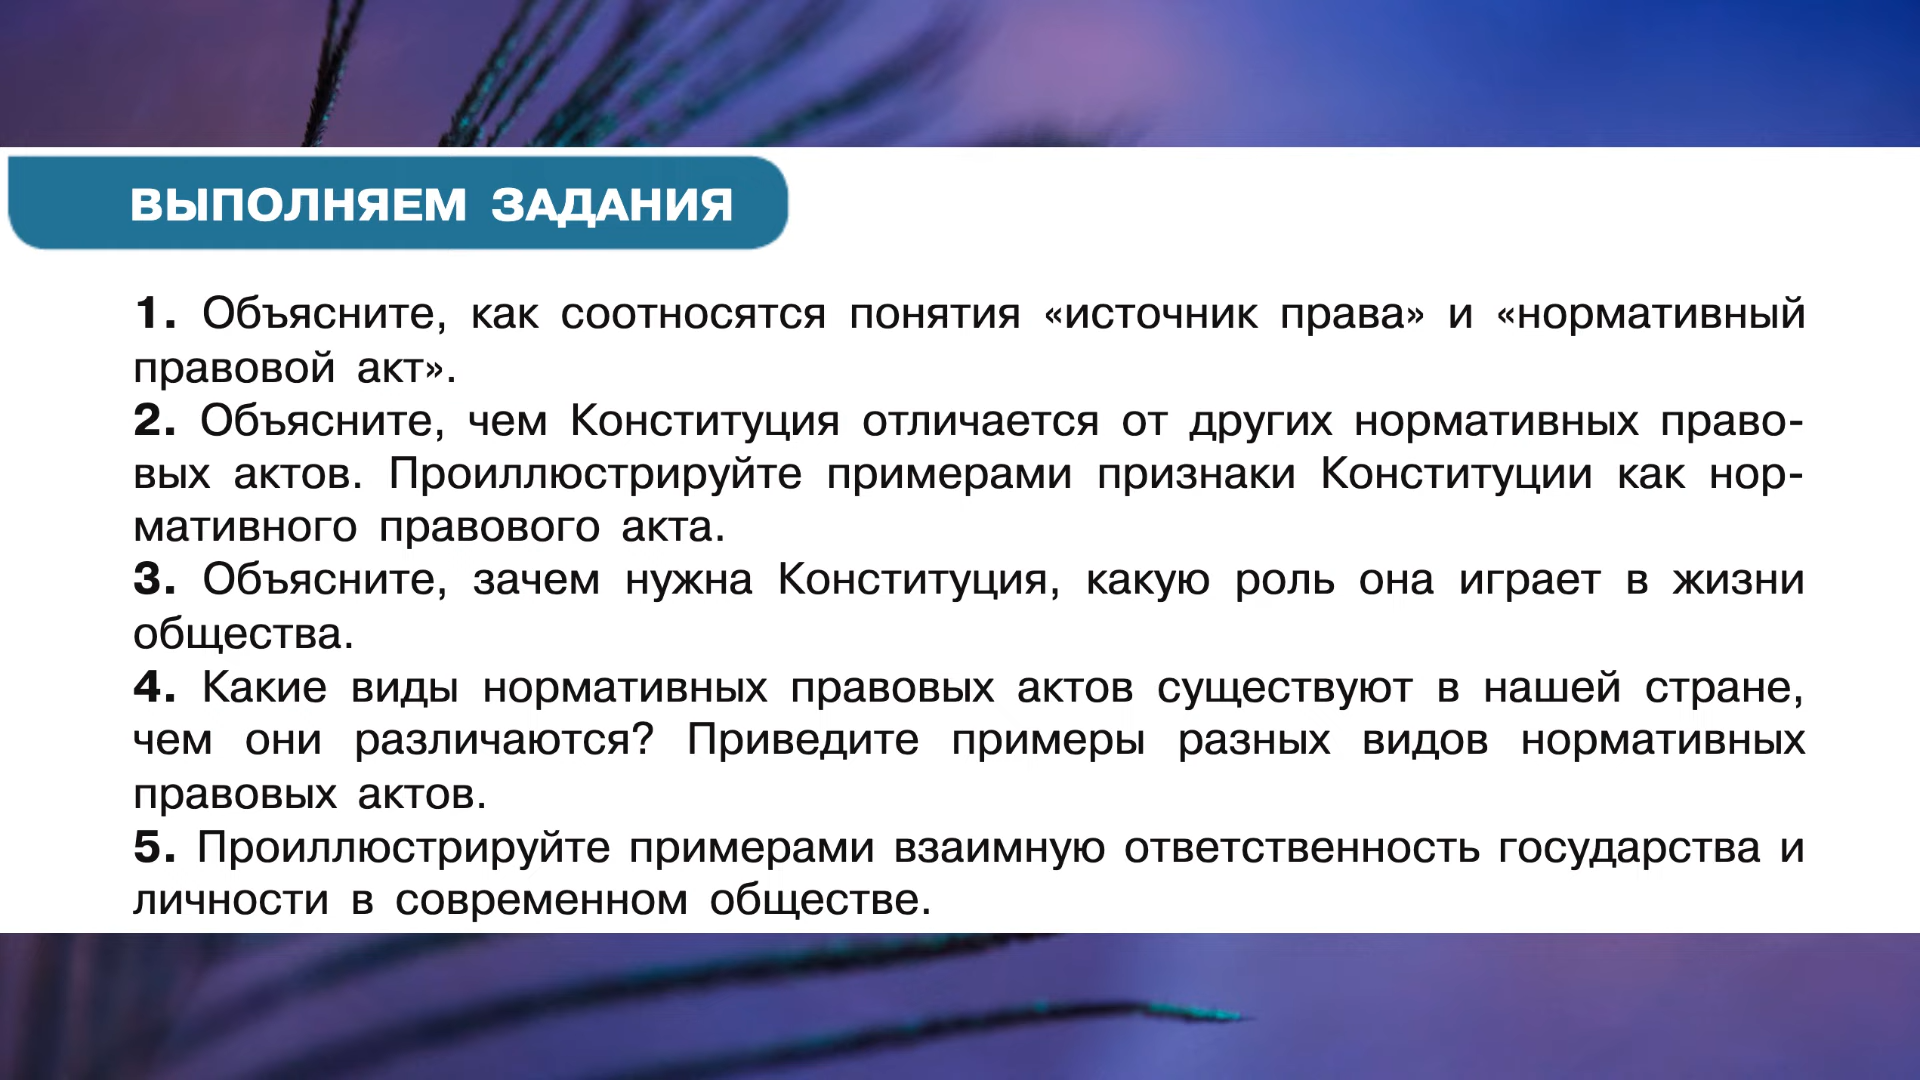 ВЫПОЛНЯЕМ ЗАДАНИЯ
1. Объясните, как соотносятся понятия «источник права» и «нормативный
правовой акт».
2. Объясните, чем Конституция отличается от других нормативных право-
вых актов. Проиллюстрируйте примерами признаки Конституции как нор-
мативного правового акта.
3. Объясните, зачем нужна Конституция, какую роль она играет в жизни
общества.
4. Какие виды нормативных правовых актов существуют в нашей стране,
чем они различаются? Приведите примеры разных видов нормативных
правовых актов.
5. Проиллюстрируйте примерами взаимную ответственность государства и
личности в современном обществе.